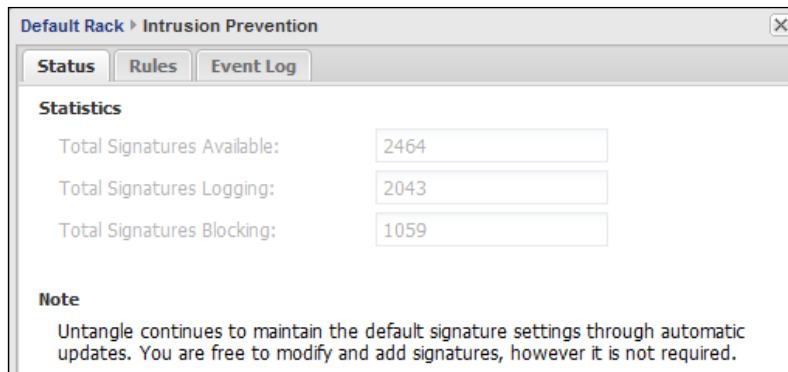 Default Rack ▸ Intrusion Prevention
Status Rules Event Log
Statistics
Total Signatures Available: 2464
Total Signatures Logging: 2043
Total Signatures Blocking: 1059
Note
Untangle continues to maintain the default signature settings through automatic
updates. You are free to modify and add signatures, however it is not required.